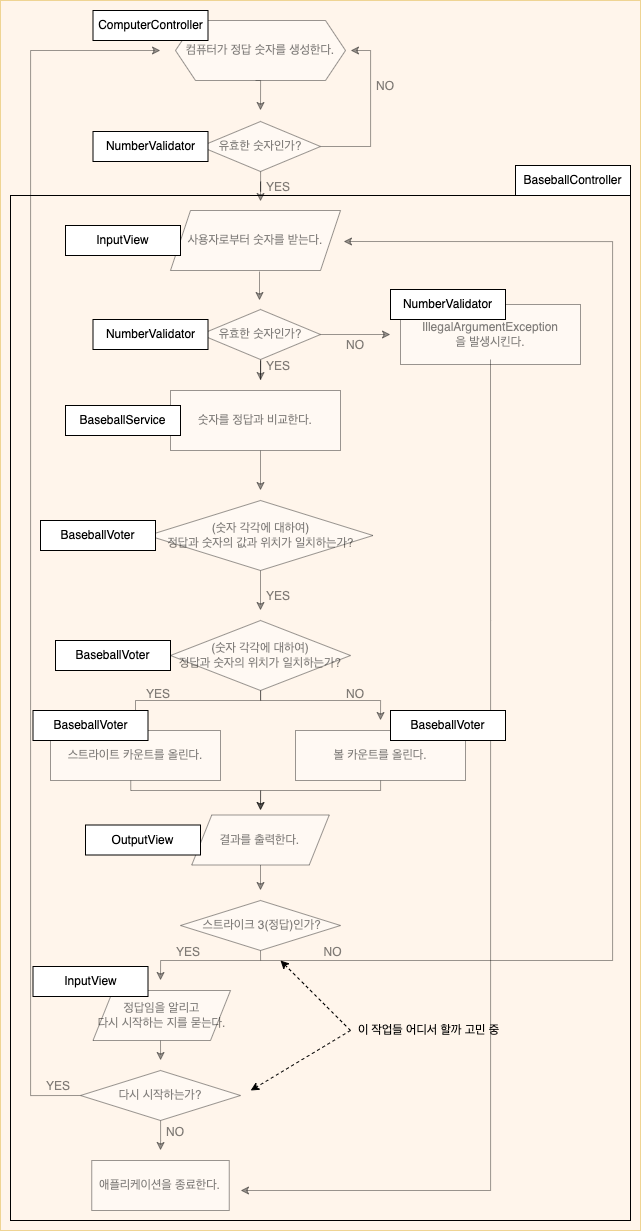 ComputerController
컴퓨터가 정답 숫자를 생성한다.
NO
NumberValidator
유효한 숫자인가?
YES
BaseballController
InputView
사용자로부터 숫자를 받는다.
NumberValidator
NumberValidator
유효한 숫자인가?
NO
IllegalArgumentException
을 발생시킨다.
YES
BaseballService
숫자를 정답과 비교한다.
BaseballVoter
(숫자 각각에 대하여)
정답과 숫자의 값과 위치가 일치하는가?
YES
BaseballVoter
(숫자 각각에 대하여)
정답과 숫자의 위치가 일치하는가?
YES
NO
BaseballVoter
BaseballVoter
스트라이트 카운트를 올린다.
볼 카운트를 올린다.
OutputView
결과를 출력한다.
스트라이크 3(정답)인가?
YES
NO
InputView
정답임을 알리고
다시 시작하는 지를 묻는다.
이 작업들 어디서 할까 고민 중
YES
다시 시작하는가?
NO
애플리케이션을 종료한다.